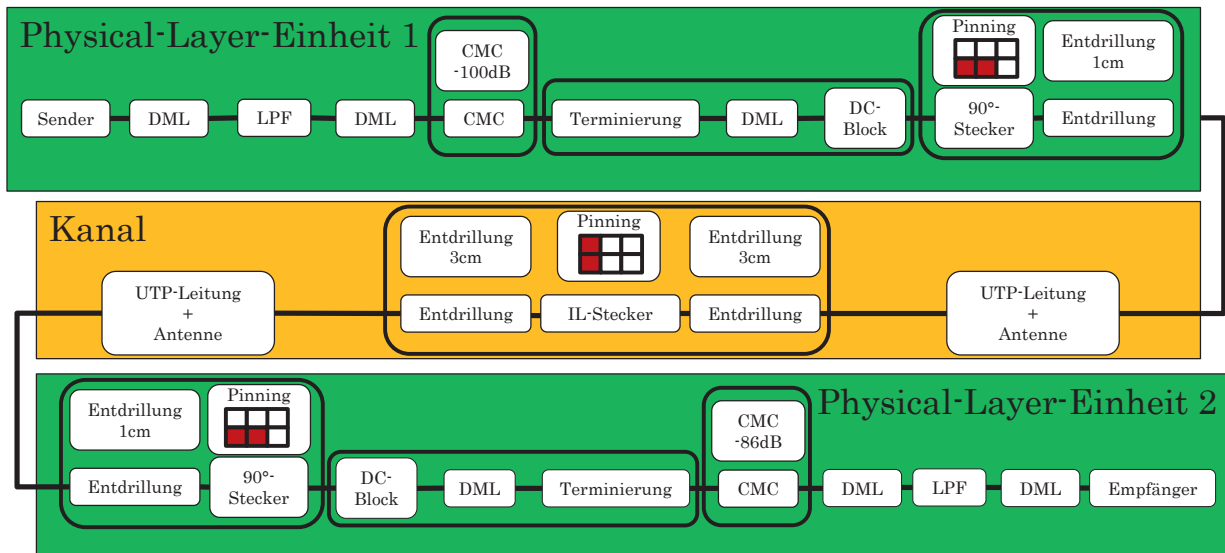 Physical-Layer-Einheit 1
CMC
-100dB
Pinning
Entdrillung
1cm
Sender
DML
LPF
DML
CMC
Terminierung
DML
DC-
Block
90°-
Stecker
Entdrillung
Kanal
Entdrillung
3cm
Pinning
Entdrillung
3cm
UTP-Leitung
+
Antenne
Entdrillung
IL-Stecker
Entdrillung
UTP-Leitung
+
Antenne
Entdrillung
1cm
Pinning
CMC
-86dB
Physical-Layer-Einheit 2
Entdrillung
90°-
Stecker
DC-
Block
DML
Terminierung
CMC
DML
LPF
DML
Empfänger